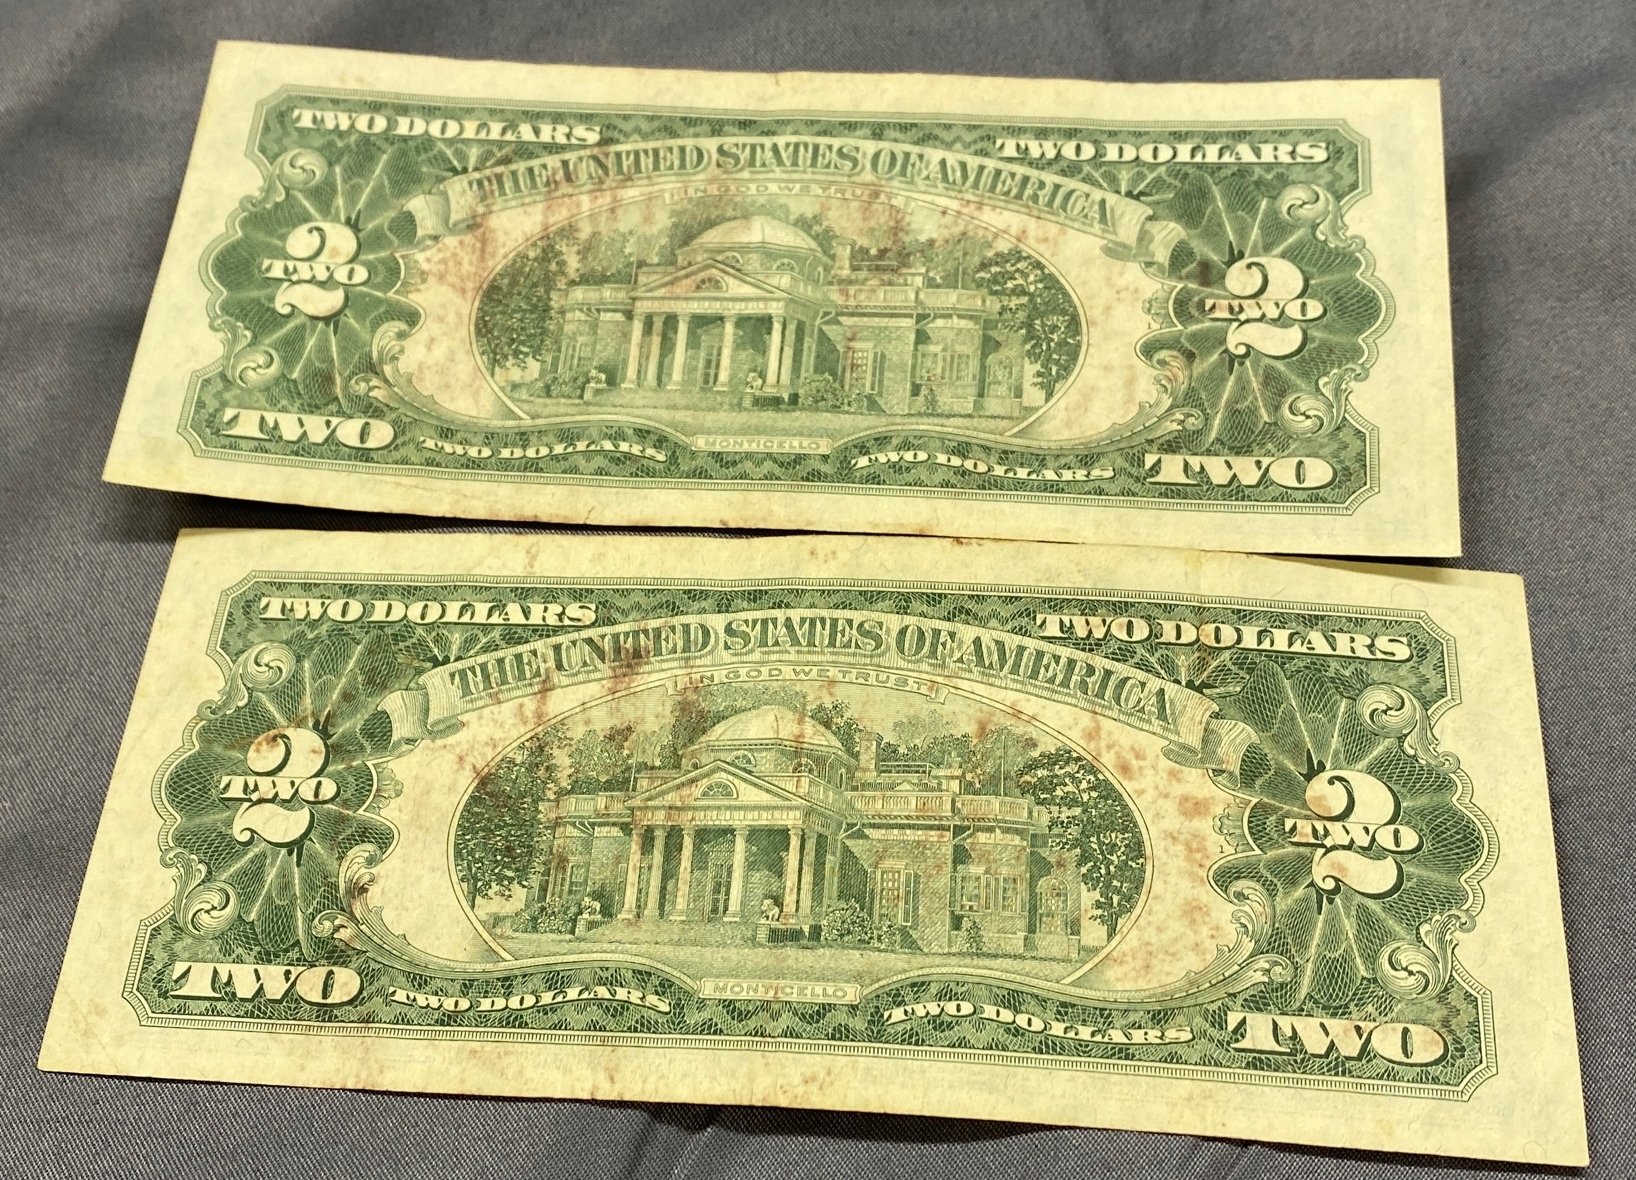 TWO DOLLARS TWO DOLLARS
THE UNITED STATES OF AMERICA
IN GOD WE TRUST
2 2
TWO TWO
MONTICELLO
TWO TWO DOLLARS TWO DOLLARS TWO
TWO DOLLARS TWO DOLLARS
THE UNITED STATES OF AMERICA
IN GOD WE TRUST
2 2
TWO TWO
MONTICELLO
TWO TWO DOLLARS TWO DOLLARS TWO